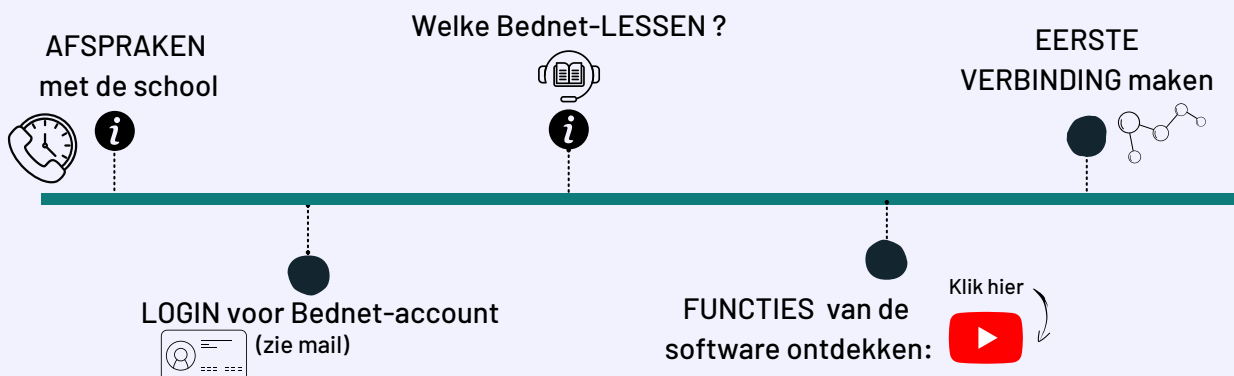 AFSPRAKEN
met de school
LOGIN voor Bednet-account
(zie mail)
Welke Bednet-LESSEN ?
FUNCTIES van de
software ontdekken:
Klik hier
EERSTE
VERBINDING maken